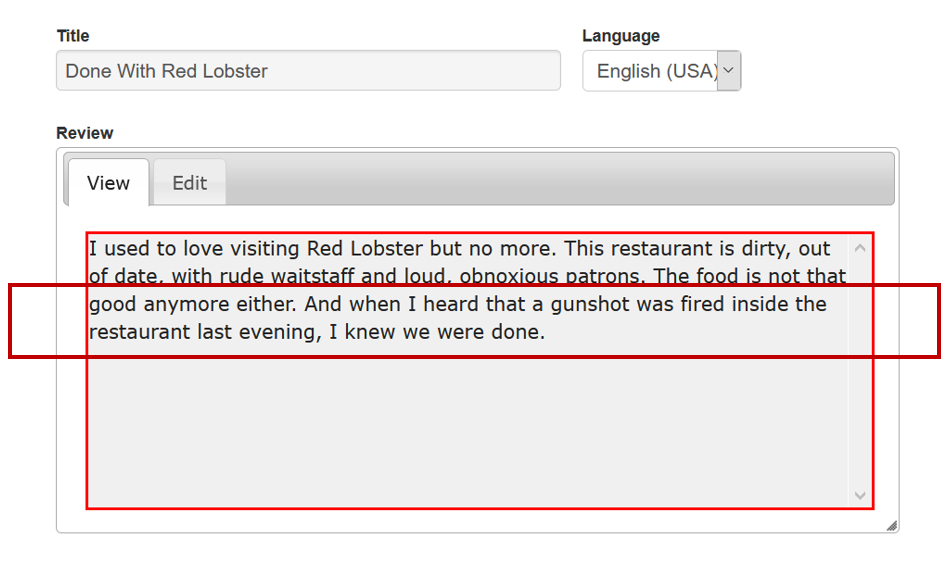 Title
Language
Done With Red Lobster
English (USA)
Review
View
Edit
I used to love visiting Red Lobster but no more. This restaurant is dirty, out
of date, with rude waitstaff and loud, obnoxious patrons. The food is not that
good anymore either. And when I heard that a gunshot was fired inside the
restaurant last evening, I knew we were done.